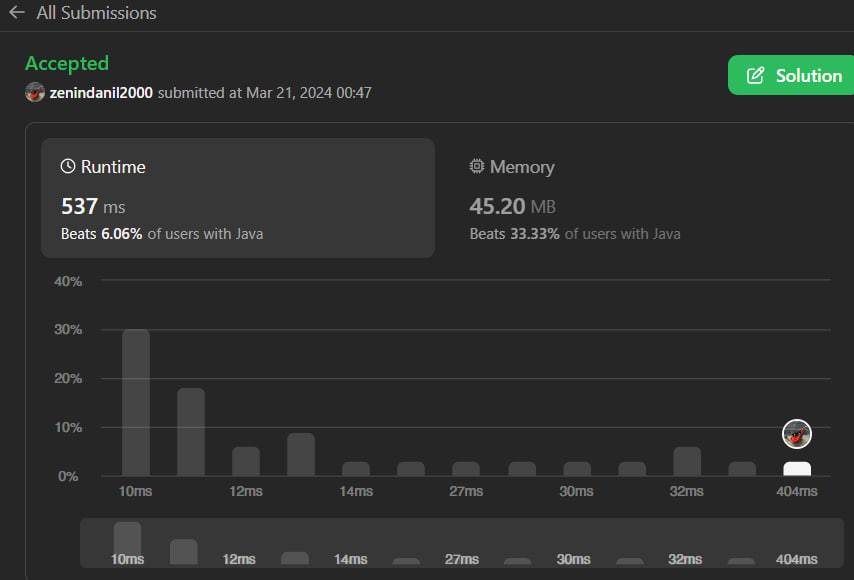 All Submissions
Accepted
zenindanil2000 submitted at Mar 21, 2024 00:47
Solution
Runtime
537 ms
Beats 6.06% of users with Java
Memory
45.20 MB
Beats 33.33% of users with Java
40%
30%
20%
10%
0%
10ms 12ms 14ms 27ms 30ms 32ms 404ms
10ms 12ms 14ms 27ms 30ms 32ms 404ms